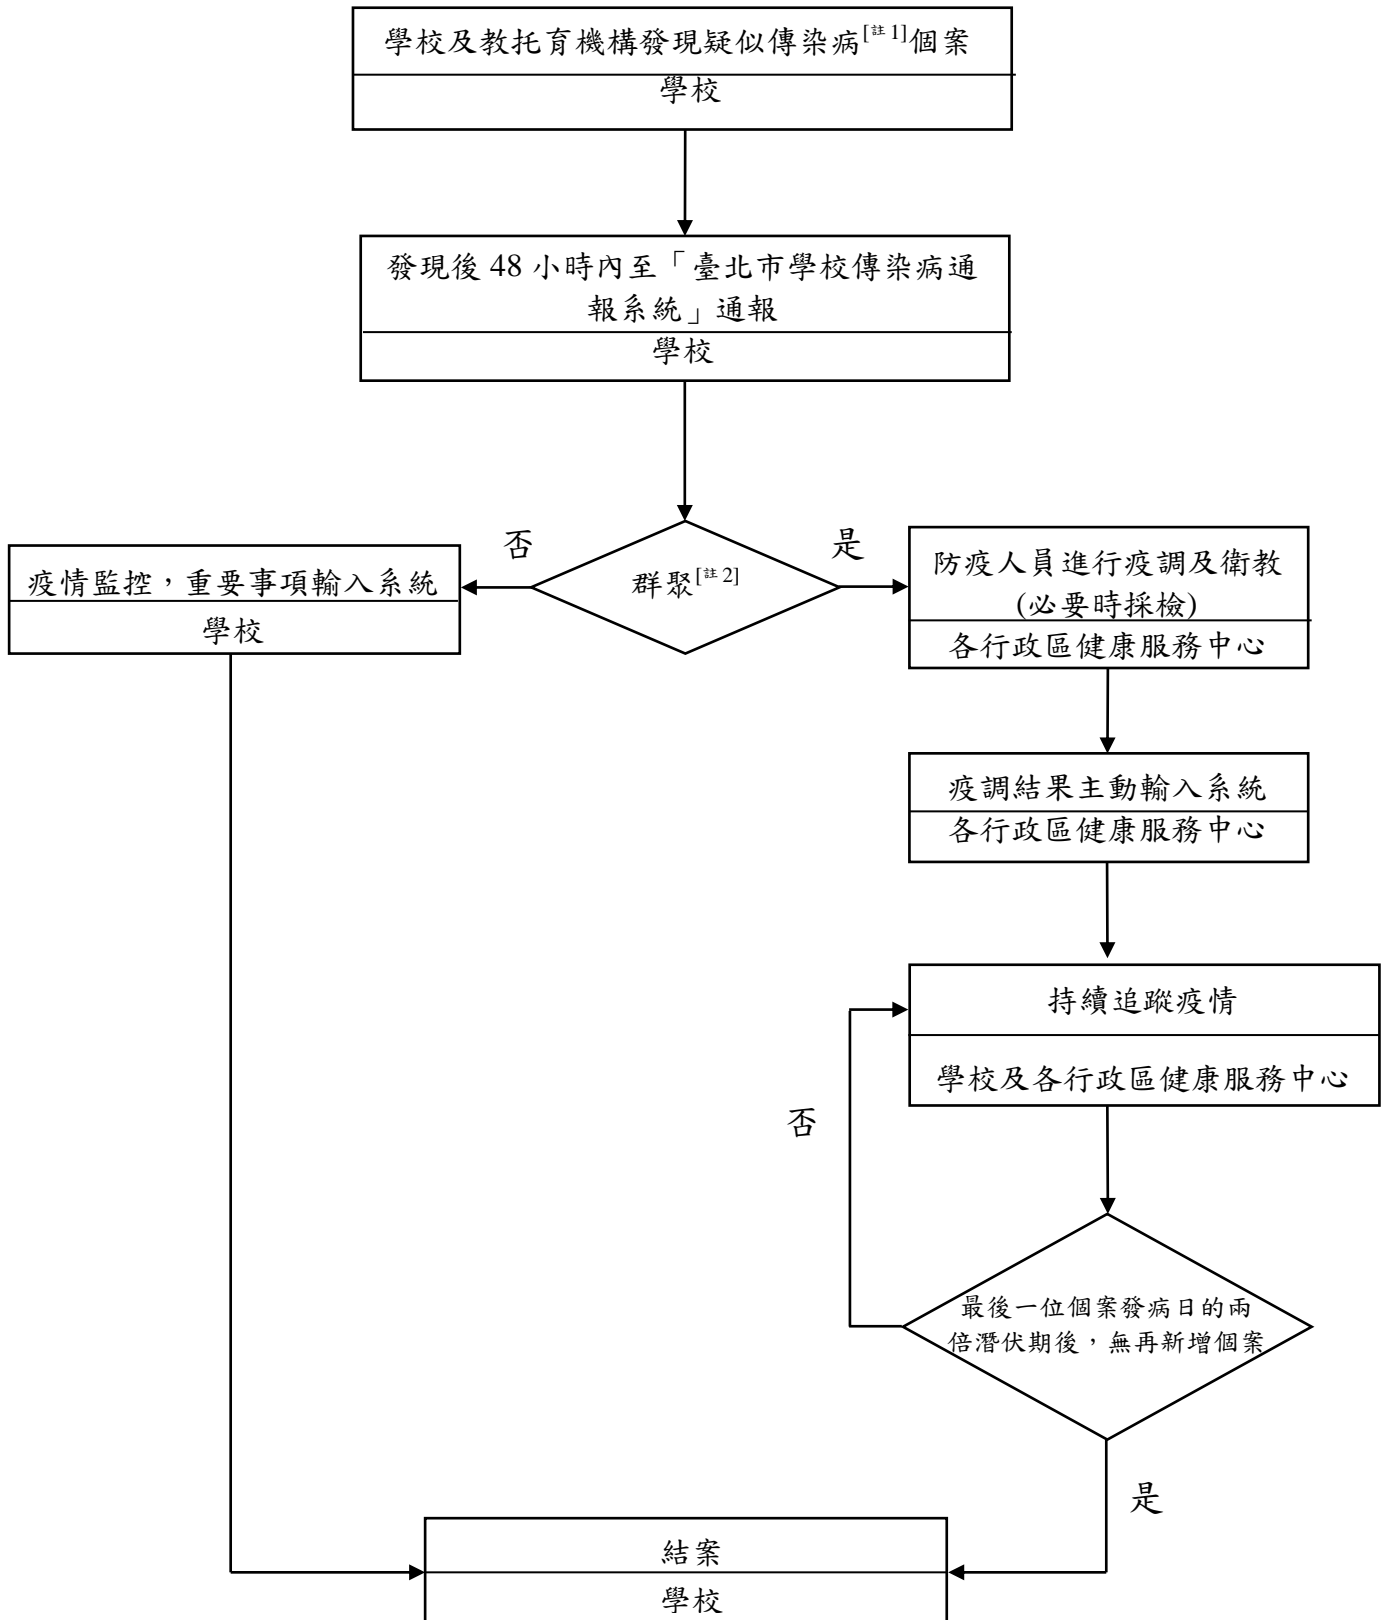 學校及教托育機構發現疑似傳染病[註1]個案
學校
發現後 48 小時內至「臺北市學校傳染病通
報系統」通報
學校
否
是
群聚[註2]
疫情監控，重要事項輸入系統
學校
防疫人員進行疫調及衛教
(必要時採檢)
各行政區健康服務中心
疫調結果主動輸入系統
各行政區健康服務中心
持續追蹤疫情
學校及各行政區健康服務中心
否
最後一位個案發病日的兩
倍潛伏期後，無再新增個案
是
結案
學校